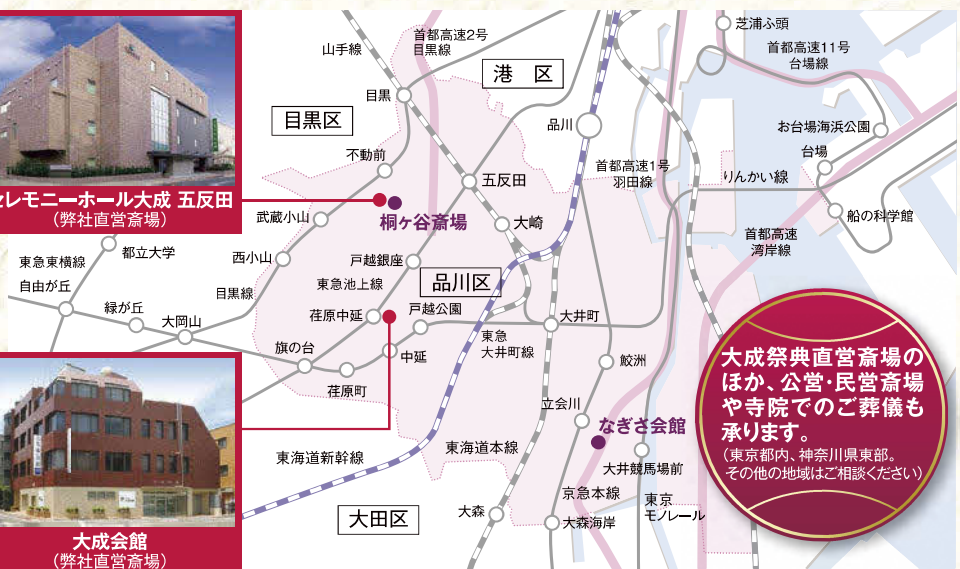 セレモニーホール大成 五反田
（弊社直営斎場）
大成会館
（弊社直営斎場）
山手線
首都高速2号
目黒線
港　区
芝浦ふ頭
首都高速11号
台場線
目黒
目黒区
品川
お台場海浜公園
不動前
五反田
首都高速1号
羽田線
台場
りんかい線
武蔵小山
桐ヶ谷斎場
大崎
船の科学館
都立大学
東急東横線
自由が丘
西小山
戸越銀座
品川区
首都高速
湾岸線
目黒線
東急池上線
緑が丘
大岡山
荏原中延
戸越公園
大井町
旗の台
中延
東急
大井町線
鮫洲
荏原町
立会川
なぎさ会館
東海道新幹線
東海道本線
大井競馬場前
大田区
大森
京急本線
大森海岸
東京
モノレール
大成祭典直営斎場の
ほか、公営・民営斎場
や寺院でのご葬儀も
承ります。
（東京都内、神奈川県東部。
その他の地域はご相談ください）